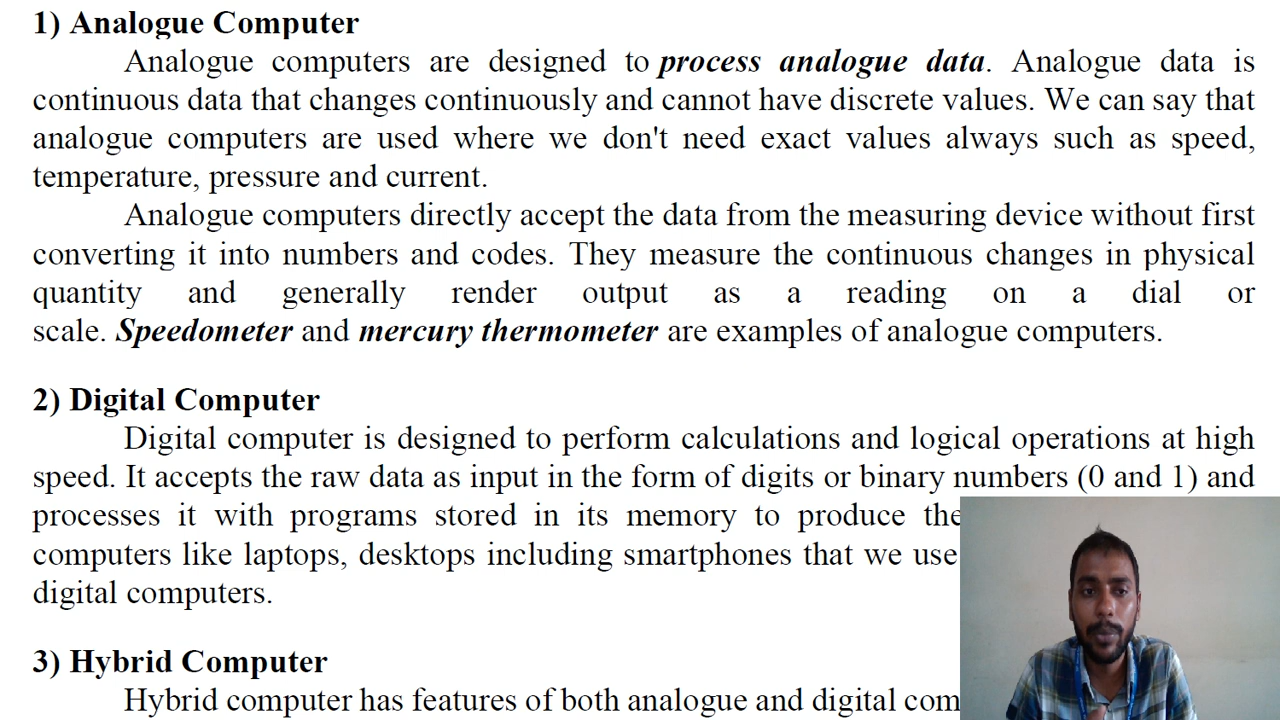 1) Analogue Computer
Analogue computers are designed to process analogue data. Analogue data is
continuous data that changes continuously and cannot have discrete values. We can say that
analogue computers are used where we don't need exact values always such as speed,
temperature, pressure and current.
Analogue computers directly accept the data from the measuring device without first
converting it into numbers and codes. They measure the continuous changes in physical
quantity and generally render output as a reading on a dial or
scale. Speedometer and mercury thermometer are examples of analogue computers.
2) Digital Computer
Digital computer is designed to perform calculations and logical operations at high
speed. It accepts the raw data as input in the form of digits or binary numbers (0 and 1) and
processes it with programs stored in its memory to produce the
computers like laptops, desktops including smartphones that we use
digital computers.
3) Hybrid Computer
Hybrid computer has features of both analogue and digital com